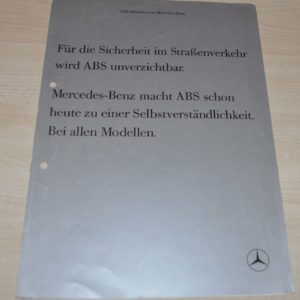 Für die Sicherheit im Straßenverkehr
wird ABS unverzichtbar.
Mercedes-Benz macht ABS schon
heute zu einer Selbstverständlichkeit.
Bei allen Modellen.